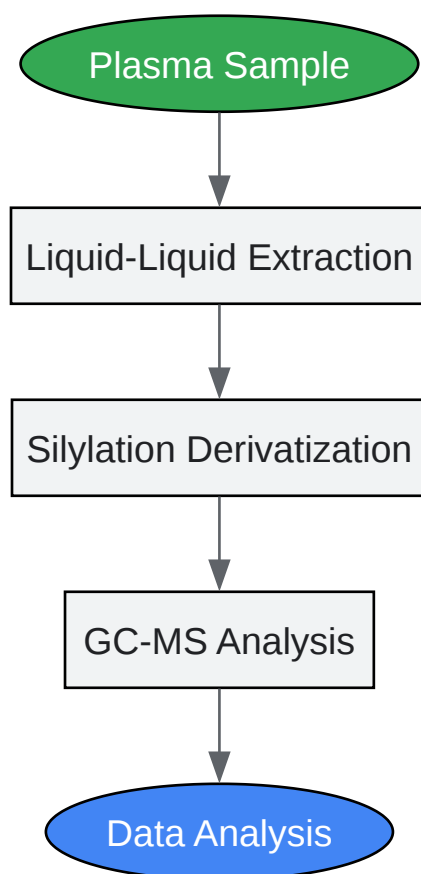 Plasma Sample
Liquid-Liquid Extraction
Silylation Derivatization
GC-MS Analysis
Data Analysis